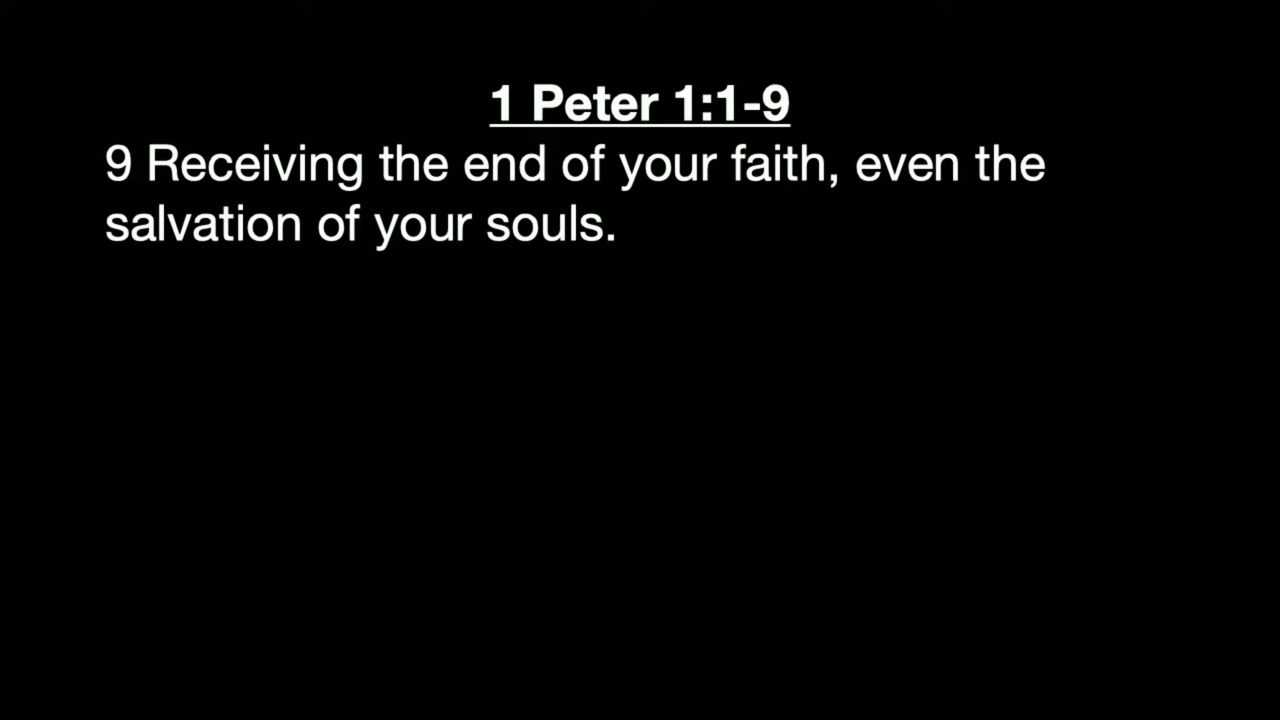 1 Peter 1:1-9
9 Receiving the end of your faith, even the
salvation of your souls.